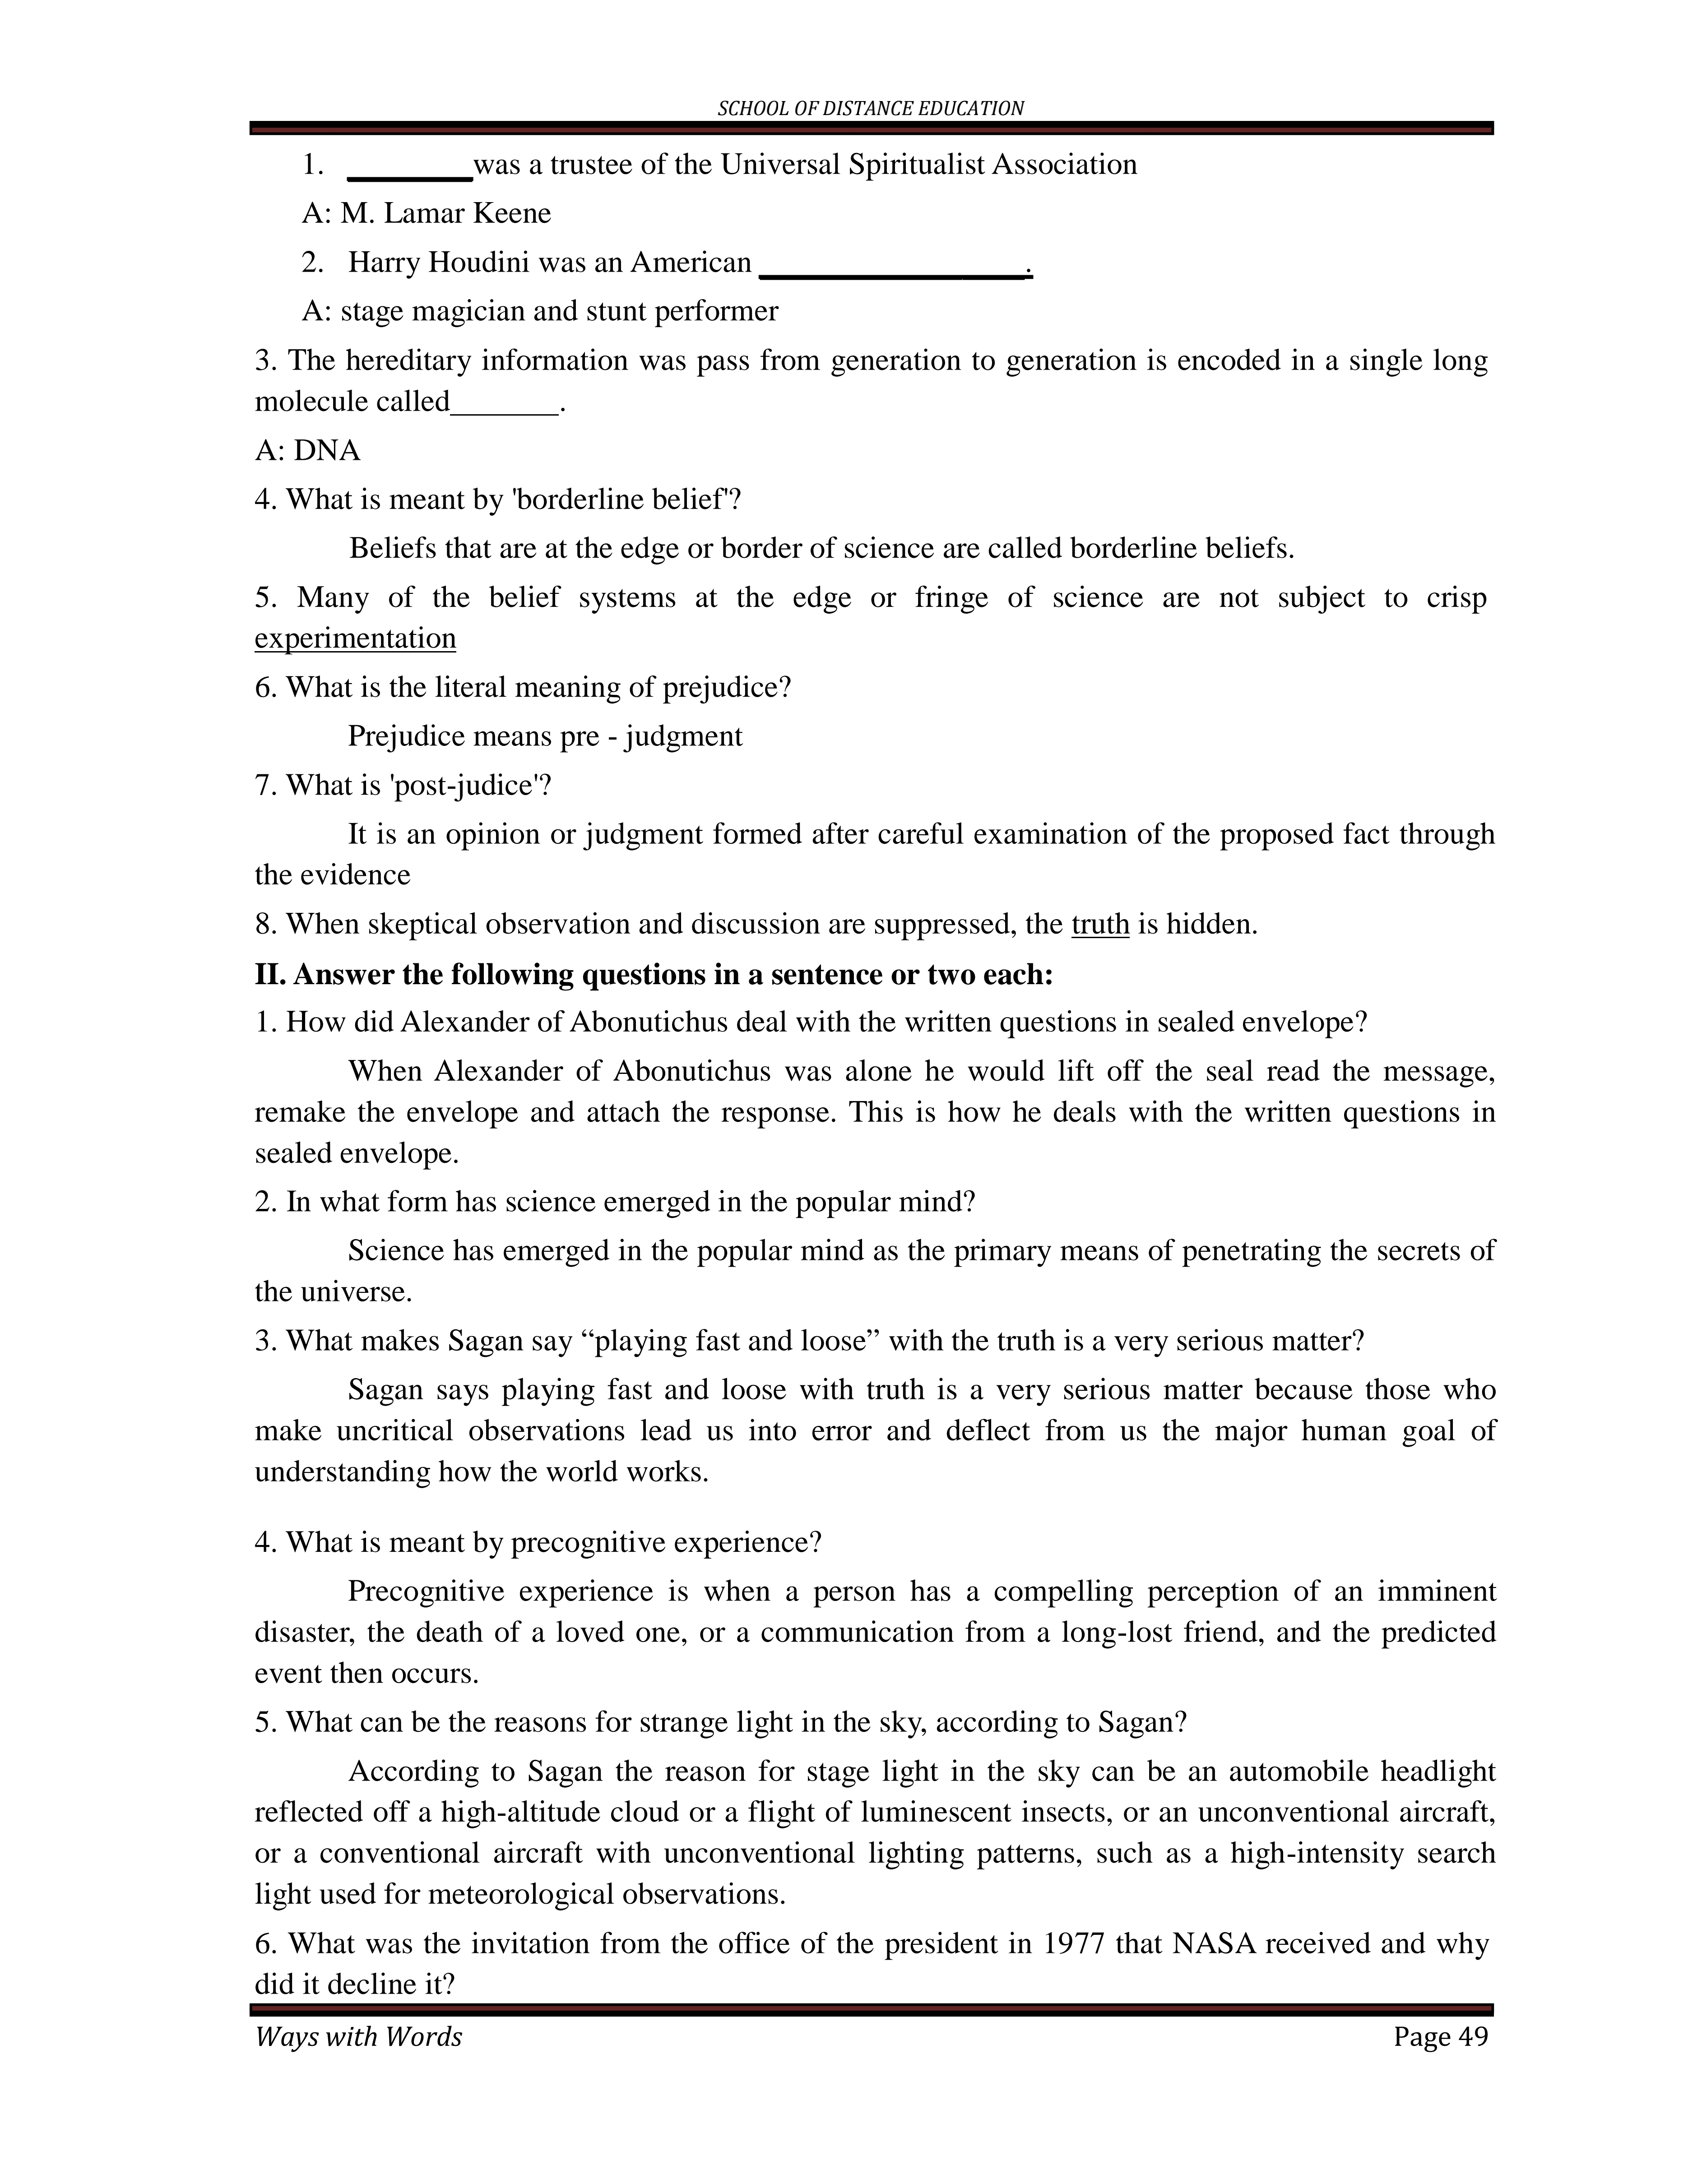 SCHOOL OF DISTANCE EDUCATION
1. ________was a trustee of the Universal Spiritualist Association
A: M. Lamar Keene
2. Harry Houdini was an American _________________.
A: stage magician and stunt performer
3. The hereditary information was pass from generation to generation is encoded in a single long
molecule called_______.
A: DNA
4. What is meant by 'borderline belief'?
Beliefs that are at the edge or border of science are called borderline beliefs.
5. Many of the belief systems at the edge or fringe of science are not subject to crisp
experimentation
6. What is the literal meaning of prejudice?
Prejudice means pre - judgment
7. What is 'post-judice'?
It is an opinion or judgment formed after careful examination of the proposed fact through
the evidence
8. When skeptical observation and discussion are suppressed, the truth is hidden.
II. Answer the following questions in a sentence or two each:
1. How did Alexander of Abonutichus deal with the written questions in sealed envelope?
When Alexander of Abonutichus was alone he would lift off the seal read the message,
remake the envelope and attach the response. This is how he deals with the written questions in
sealed envelope.
2. In what form has science emerged in the popular mind?
Science has emerged in the popular mind as the primary means of penetrating the secrets of
the universe.
3. What makes Sagan say “playing fast and loose” with the truth is a very serious matter?
Sagan says playing fast and loose with truth is a very serious matter because those who
make uncritical observations lead us into error and deflect from us the major human goal of
understanding how the world works.
4. What is meant by precognitive experience?
Precognitive experience is when a person has a compelling perception of an imminent
disaster, the death of a loved one, or a communication from a long-lost friend, and the predicted
event then occurs.
5. What can be the reasons for strange light in the sky, according to Sagan?
According to Sagan the reason for stage light in the sky can be an automobile headlight
reflected off a high-altitude cloud or a flight of luminescent insects, or an unconventional aircraft,
or a conventional aircraft with unconventional lighting patterns, such as a high-intensity search
light used for meteorological observations.
6. What was the invitation from the office of the president in 1977 that NASA received and why
did it decline it?
Ways with Words Page 49